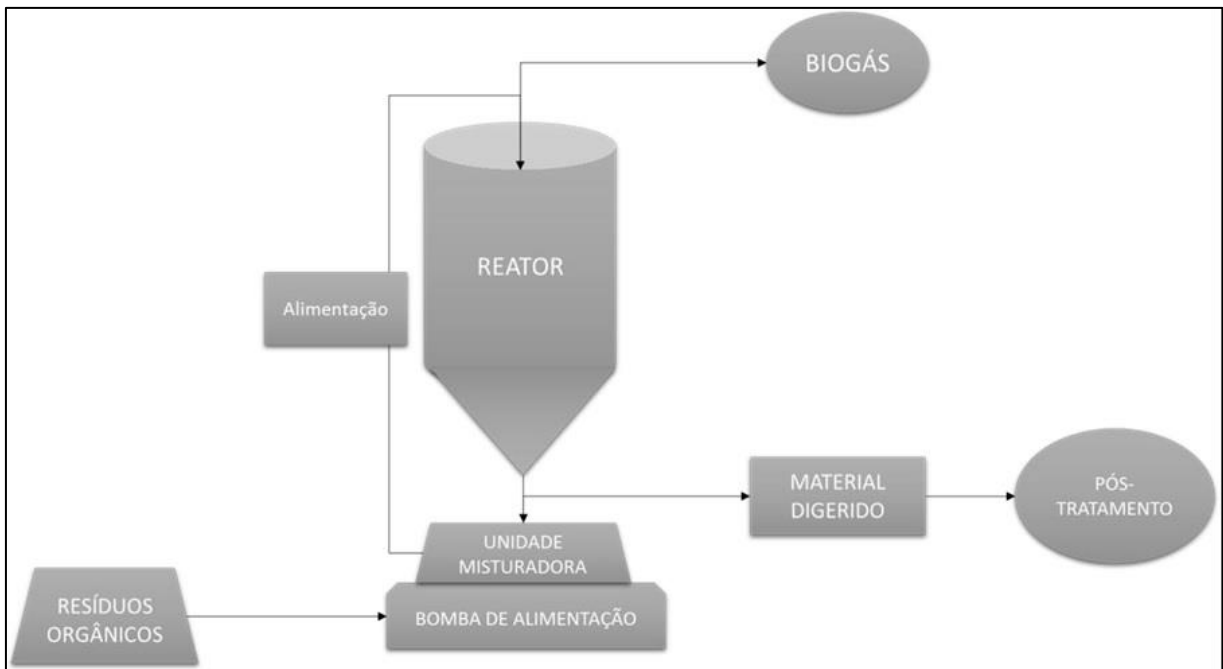 BIOGÁS
REATOR
Alimentação
MATERIAL
DIGERIDO
PÓS-
TRATAMENTO
UNIDADE
MISTURADORA
RESÍDUOS
ORGÂNICOS
BOMBA DE ALIMENTAÇÃO